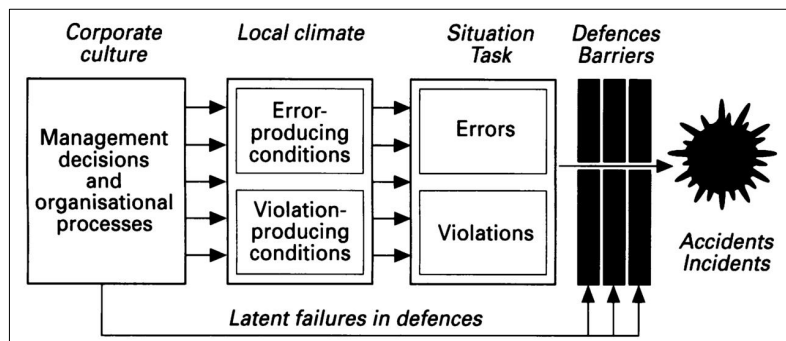 Corporate
culture
Local climate
Situation
Task
Defences
Barriers
Management
decisions
and
organisational
processes
Error-
producing
conditions
Violation-
producing
conditions
Errors
Violations
Accidents
Incidents
Latent failures in defences